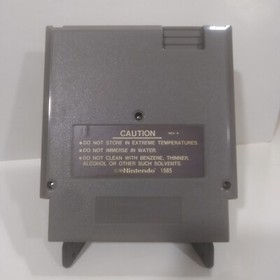 CAUTION
•DO NOT STORE IN EXTREME TEMPERATURES.
•DO NOT IMMERSE IN WATER.
•DO NOT CLEAN WITH BENZENE, THINNER,
ALCOHOL OR OTHER SUCH SOLVENTS.
©Nintendo 1985